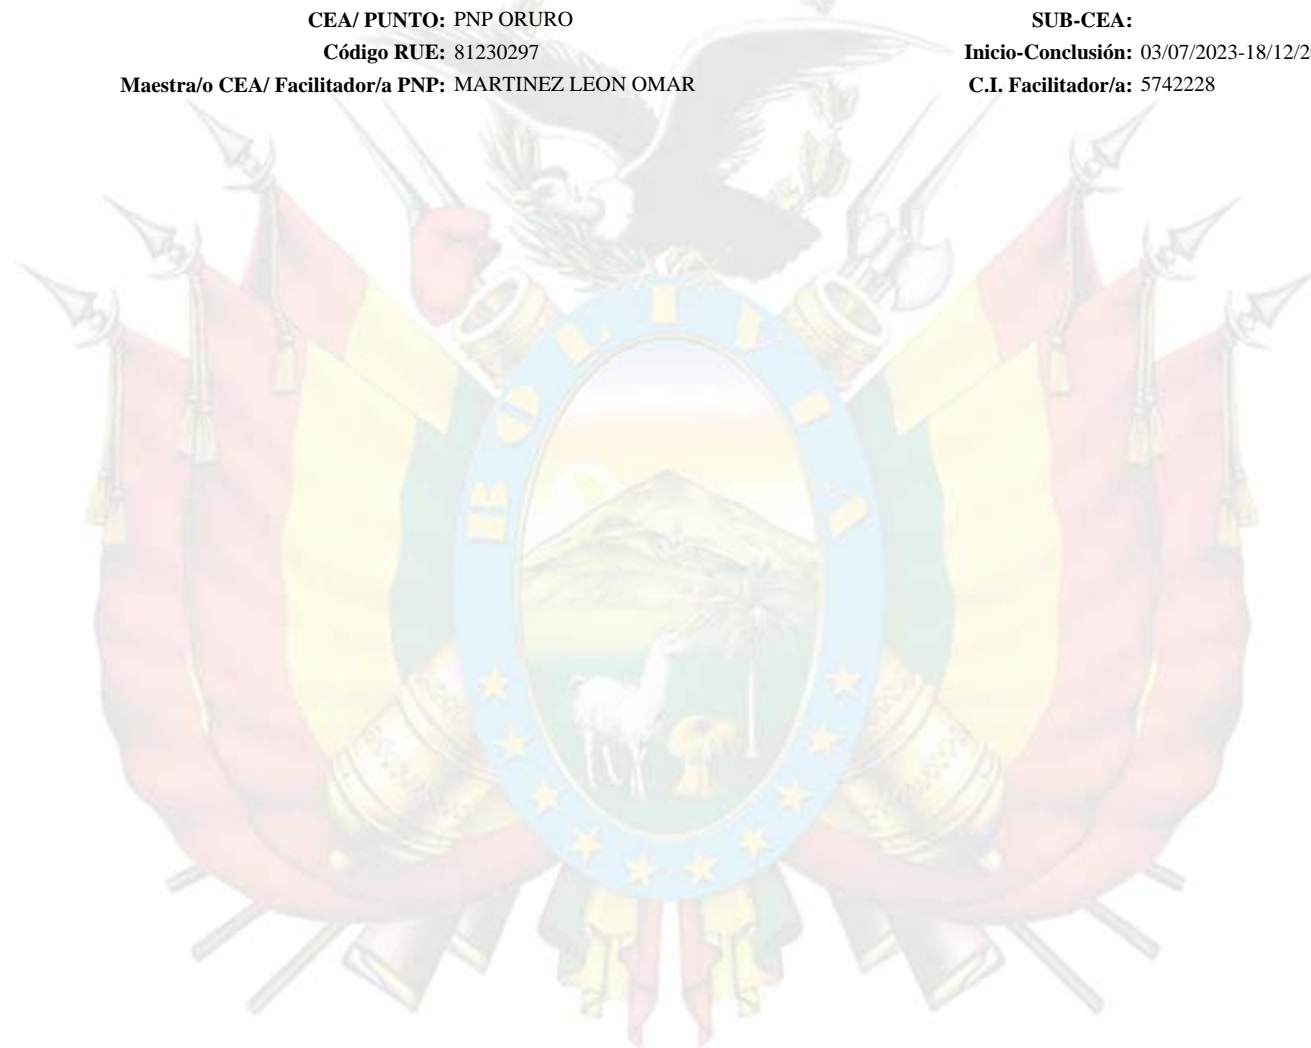 CEA/ PUNTO: PNP ORURO SUB-CEA:
Código RUE: 81230297 Inicio-Conclusión: 03/07/2023-18/12/2
Maestra/o CEA/ Facilitador/a PNP: MARTINEZ LEON OMAR C.I. Facilitador/a: 5742228
BOLIVIA